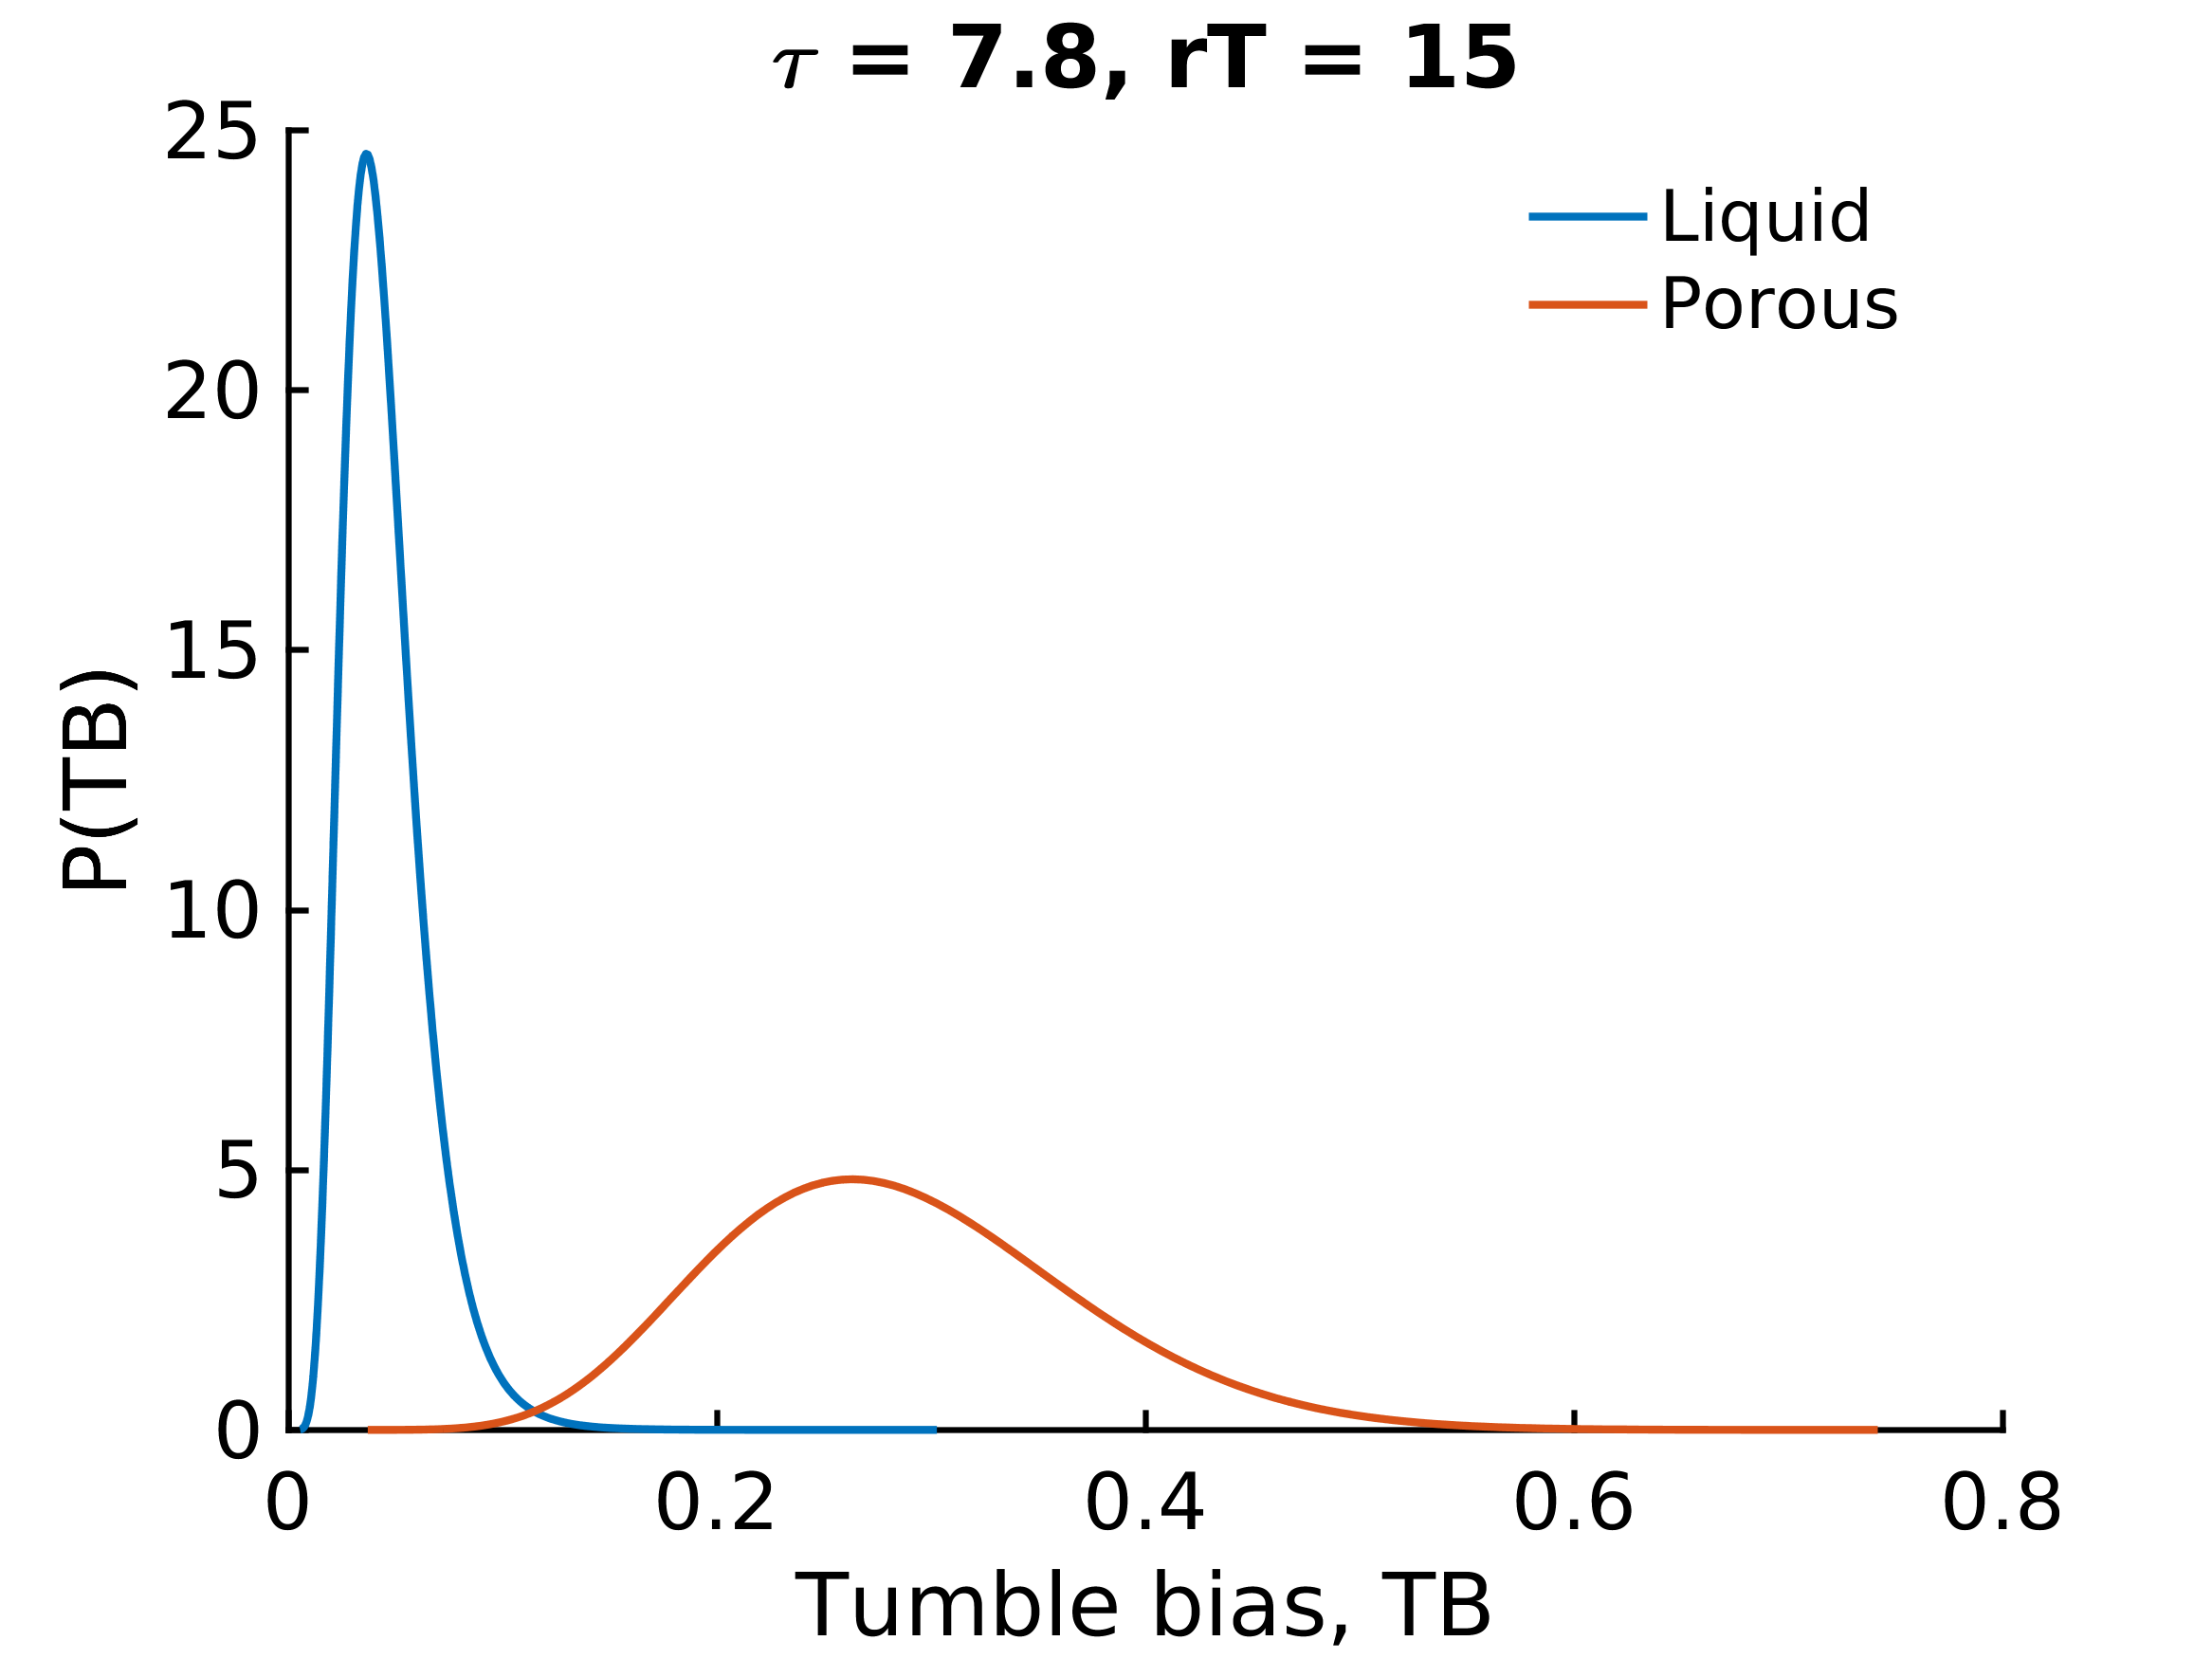 τ = 7.8, rT = 15
Liquid
Porous
25
20
15
10
5
0
P(TB)
0 0.2 0.4 0.6 0.8
Tumble bias, TB